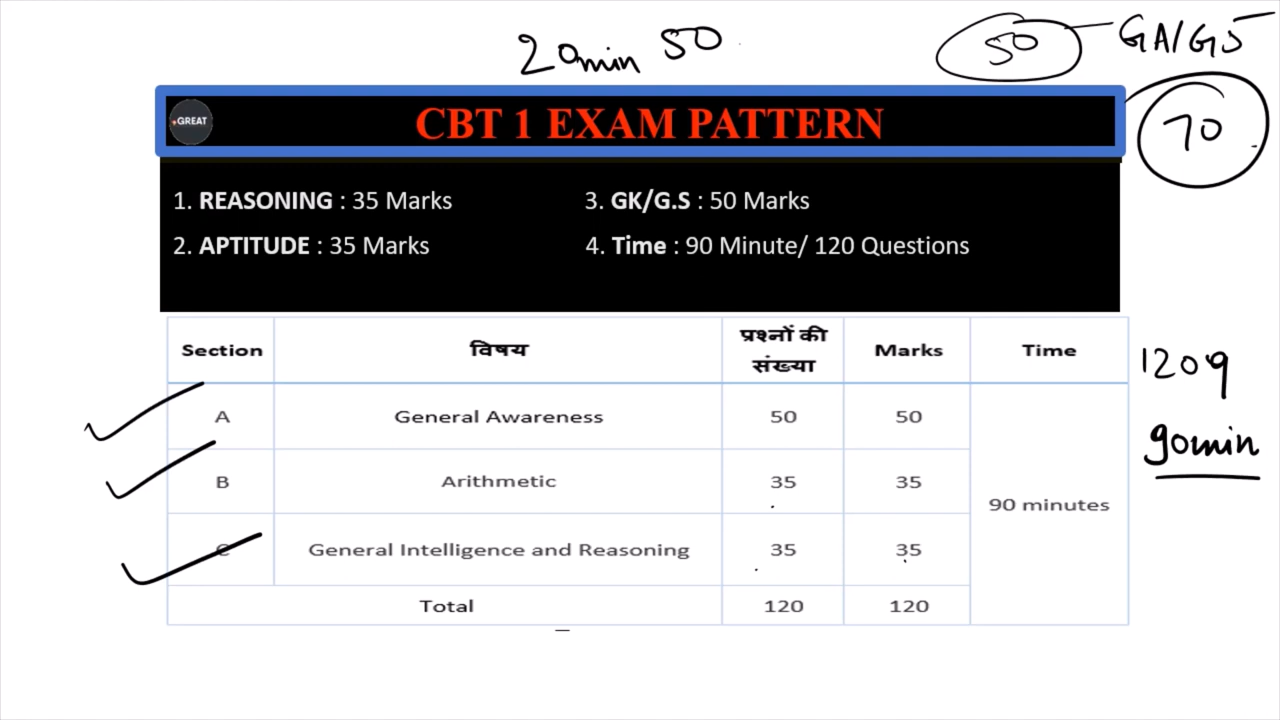 20min 50
50 - GA/GS
GREAT
CBT 1 EXAM PATTERN
70
1. REASONING : 35 Marks
3. GK/G.S : 50 Marks
2. APTITUDE : 35 Marks
4. Time : 90 Minute/ 120 Questions
Section विषय प्रश्नों की संख्या Marks Time
120q
A General Awareness 50 50
90min
B Arithmetic 35 35
90 minutes
C General Intelligence and Reasoning 35 35
Total 120 120